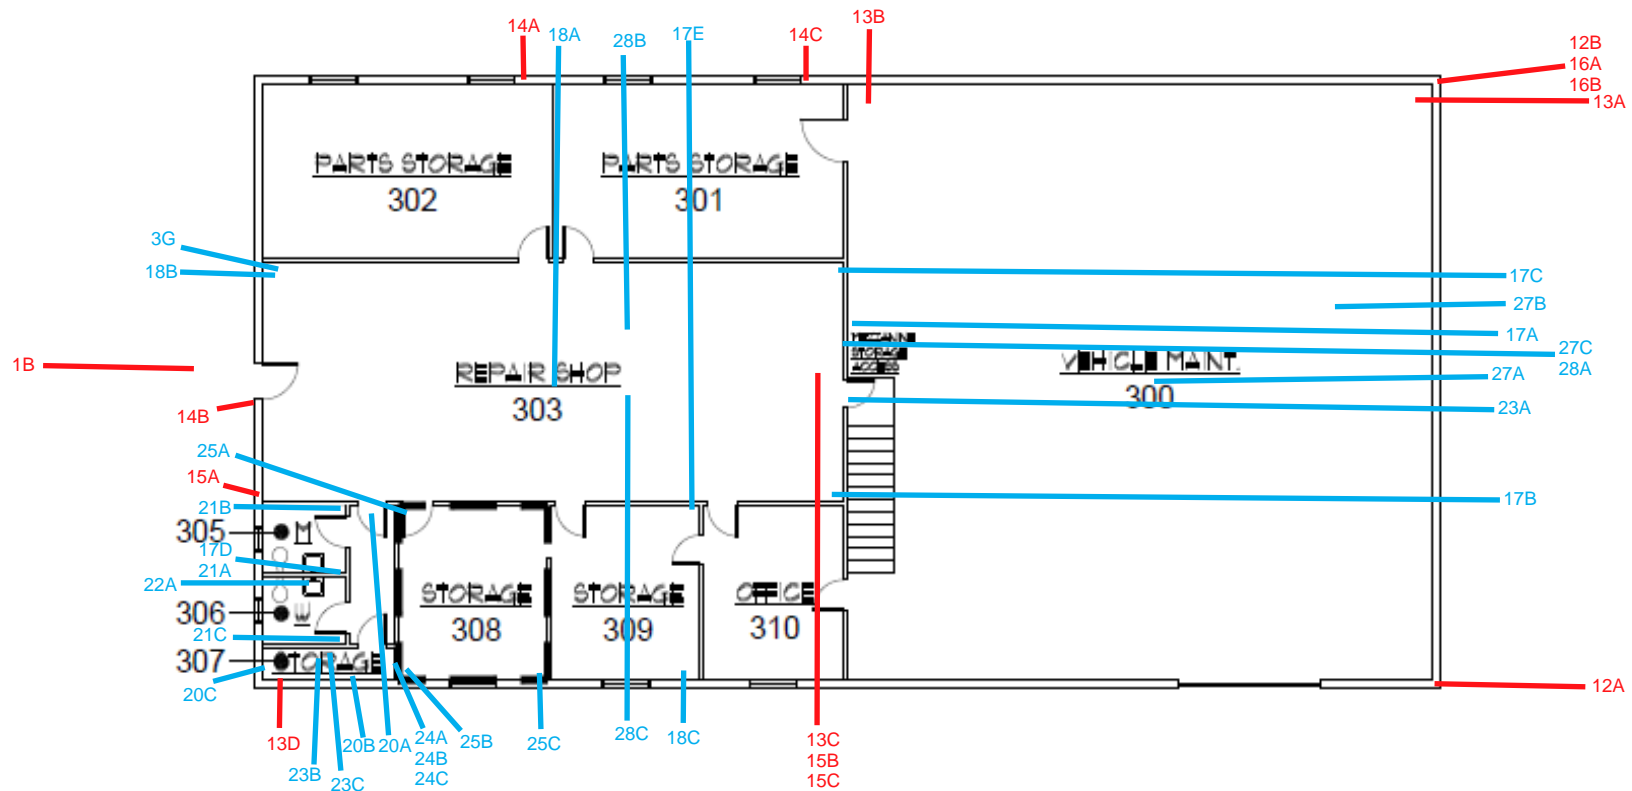 14A
18A
28B
17E
14C
13B
12B
16A
16B
13A
PARTS STORAGE
302
PARTS STORAGE
301
3G
18B
17C
27B
17A
MEZZANINE
STORAGE
ACCESS
27C
28A
1B
REPAIR SHOP
303
VEHICLE MAINT.
300
27A
23A
14B
25A
15A
21B
17B
305
M
17D
21A
22A
306
W
21C
307
STORAGE
STORAGE
308
STORAGE
309
OFFICE
310
20C
12A
13D
20B
20A
24A
24B
24C
25B
25C
28C
18C
13C
15B
15C
23B
23C